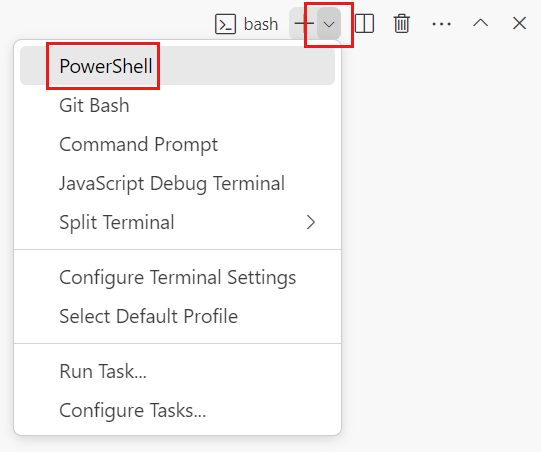 bash
PowerShell
Git Bash
Command Prompt
JavaScript Debug Terminal
Split Terminal
Configure Terminal Settings
Select Default Profile
Run Task...
Configure Tasks...